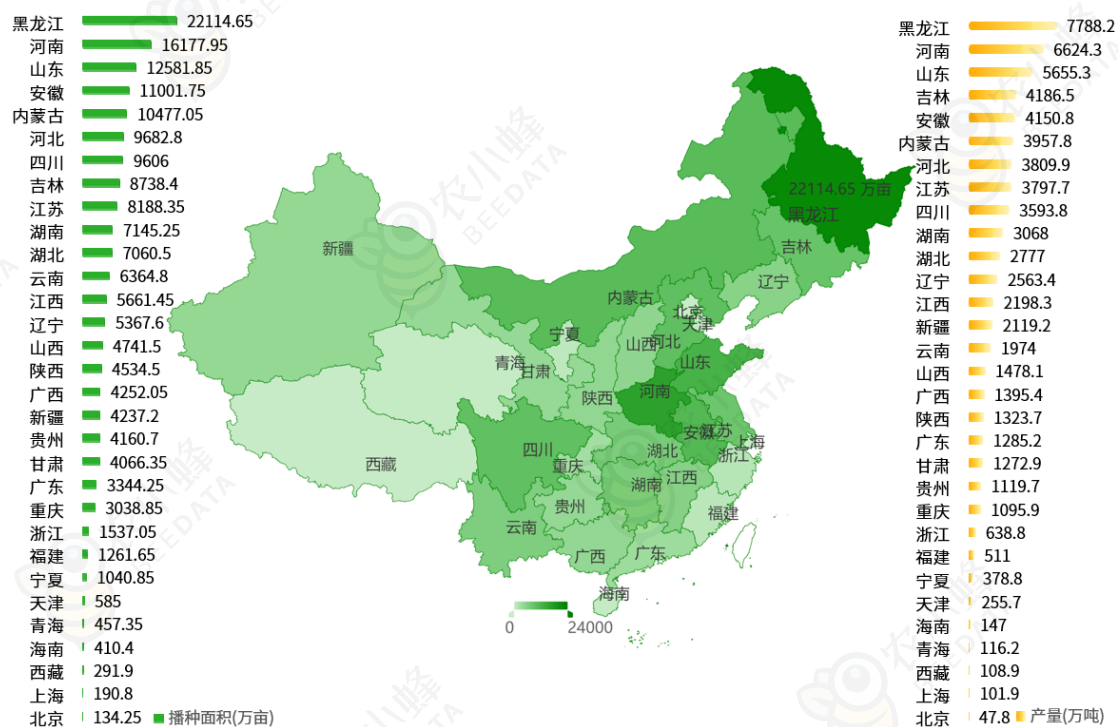 黑龙江 22114.65
河南 16177.95
山东 12581.85
安徽 11001.75
内蒙古 10477.05
河北 9682.8
四川 9606
吉林 8738.4
江苏 8188.35
湖南 7145.25
湖北 7060.5
云南 6364.8
江西 5661.45
辽宁 5367.6
山西 4741.5
陕西 4534.5
广西 4252.05
新疆 4237.2
贵州 4160.7
甘肃 4066.35
广东 3344.25
重庆 3038.85
浙江 1537.05
福建 1261.65
宁夏 1040.85
天津 585
青海 457.35
海南 410.4
西藏 291.9
上海 190.8
北京 134.25
播种面积(万亩)
22114.65 万亩
黑龙江
吉林
新疆
辽宁
内蒙古
北京
天津
宁夏
山西
河北
青海
甘肃
山东
陕西
河南
安徽
江苏
上海
四川
湖北
浙江
西藏
重庆
湖南
江西
贵州
云南
福建
广西
广东
海南
0 24000
黑龙江 7788.2
河南 6624.3
山东 5655.3
吉林 4186.5
安徽 4150.8
内蒙古 3957.8
河北 3809.9
江苏 3797.7
四川 3593.8
湖南 3068
湖北 2777
辽宁 2563.4
江西 2198.3
新疆 2119.2
云南 1974
山西 1478.1
广西 1395.4
陕西 1323.7
广东 1285.2
甘肃 1272.9
贵州 1119.7
重庆 1095.9
浙江 638.8
福建 511
宁夏 378.8
天津 255.7
海南 147
青海 116.2
西藏 108.9
上海 101.9
北京 47.8
产量(万吨)
农小蜂
BEEDATA